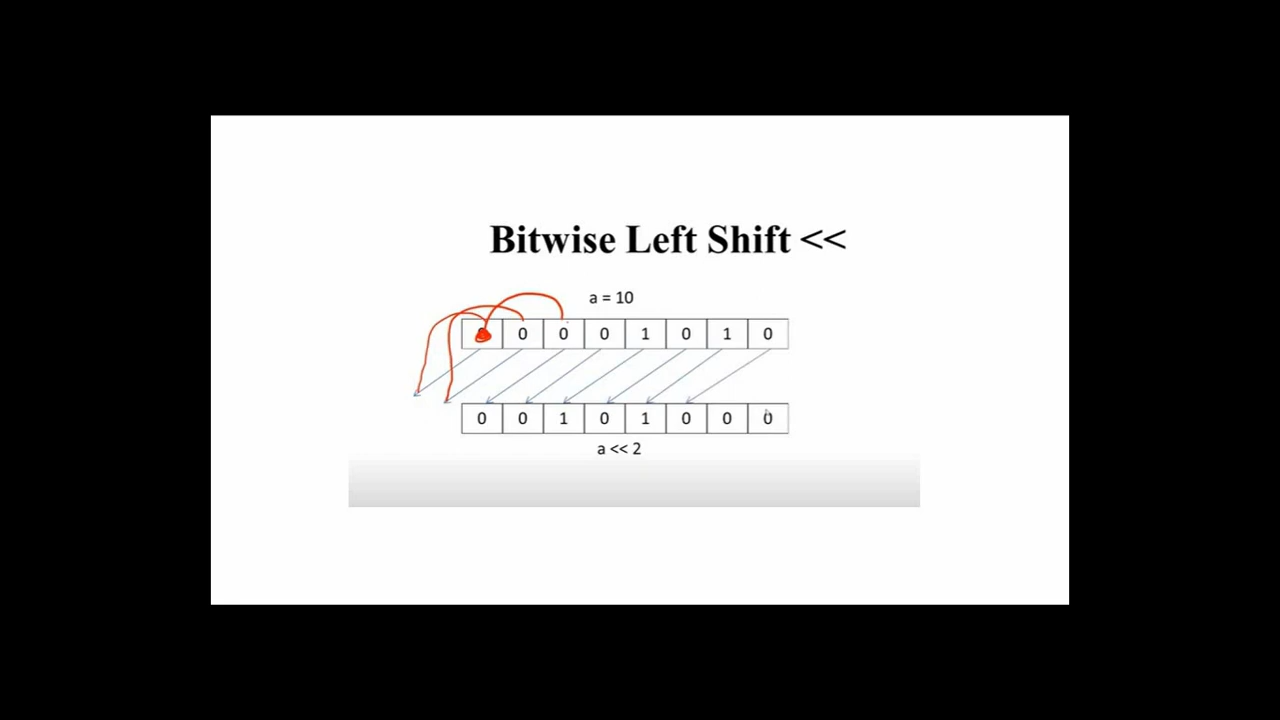 Bitwise Left Shift <<
a = 10
0 0 0 1 0 1 0
0 0 1 0 1 0 0 0
a << 2